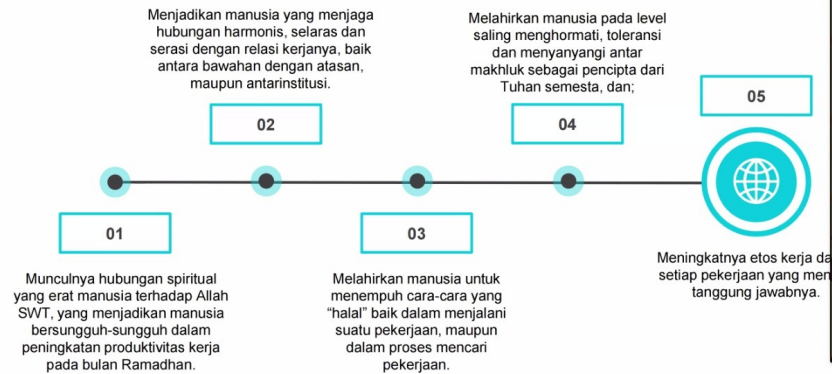 Menjadikan manusia yang menjaga
hubungan harmonis, selaras dan
serasi dengan relasi kerjanya, baik
antara bawahan dengan atasan,
maupun antarinstitusi.
02
Melahirkan manusia pada level
saling menghormati, toleransi
dan menyanyangi antar
makhluk sebagai pencipta dari
Tuhan semesta, dan;
04
05
01
Munculnya hubungan spiritual
yang erat manusia terhadap Allah
SWT, yang menjadikan manusia
bersungguh-sungguh dalam
peningkatan produktivitas kerja
pada bulan Ramadhan.
03
Melahirkan manusia untuk
menempuh cara-cara yang
“halal” baik dalam menjalani
suatu pekerjaan, maupun
dalam proses mencari
pekerjaan.
Meningkatnya etos kerja
setiap pekerjaan yang
tanggung jawabnya.